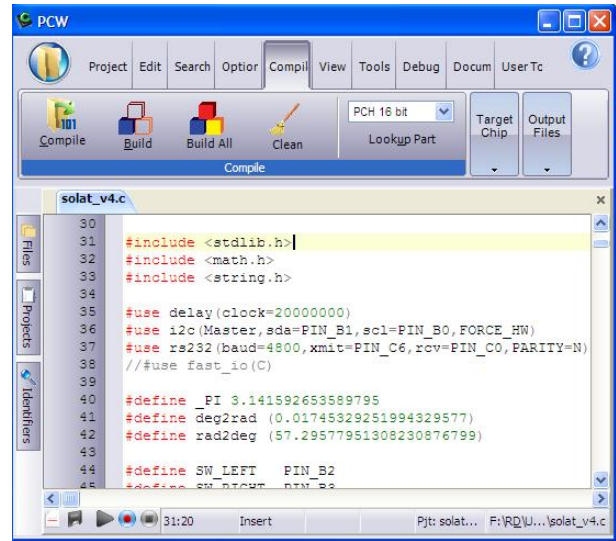 PCW
Project Edit Search Optior Compil View Tools Debug Docum User Tc
Compile Build Build All Clean PCH 16 bit Lookup Part Target Chip Output Files
Compile
solat_v4.c
Files
Projects
Identifiers
30
31 #include <stdlib.h>
32 #include <math.h>
33 #include <string.h>
34
35 #use delay(clock=20000000)
36 #use i2c(Master,sda=PIN_B1,scl=PIN_B0,FORCE_HW)
37 #use rs232(baud=4800,xmit=PIN_C6,rcv=PIN_C0,PARITY=N)
38 //#use fast_io(C)
39
40 #define _PI 3.141592653589795
41 #define deg2rad (0.01745329251994329577)
42 #define rad2deg (57.29577951308230876799)
43
44 #define SW_LEFT PIN_B2
45 #define SW_RIGHT PIN_B3
31:20 Insert Pjt: solat... F:\RD\U...\solat_v4.c